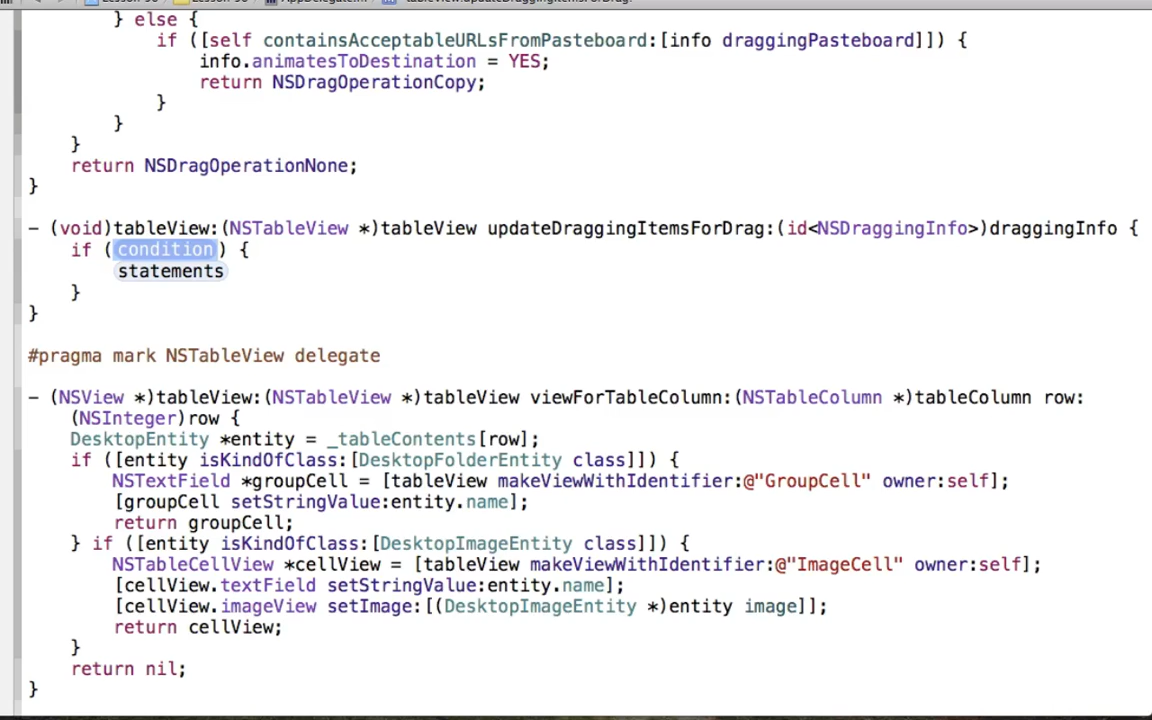 } else {
if ([self containsAcceptableURLsFromPasteboard:[info draggingPasteboard]]) {
info.animatesToDestination = YES;
return NSDragOperationCopy;
}
}
}
return NSDragOperationNone;
}
- (void)tableView:(NSTableView *)tableView updateDraggingItemsForDrag:(id<NSDraggingInfo>)draggingInfo {
if (condition) {
statements
}
}
#pragma mark NSTableView delegate
- (NSView *)tableView:(NSTableView *)tableView viewForTableColumn:(NSTableColumn *)tableColumn row:
(NSInteger)row {
DesktopEntity *entity = _tableContents[row];
if ([entity isKindOfClass:[DesktopFolderEntity class]]) {
NSTextField *groupCell = [tableView makeViewWithIdentifier:@"GroupCell" owner:self];
[groupCell setStringValue:entity.name];
return groupCell;
} if ([entity isKindOfClass:[DesktopImageEntity class]]) {
NSTableCellView *cellView = [tableView makeViewWithIdentifier:@"ImageCell" owner:self];
[cellView.textField setStringValue:entity.name];
[cellView.imageView setImage:[(DesktopImageEntity *)entity image]];
return cellView;
}
return nil;
}